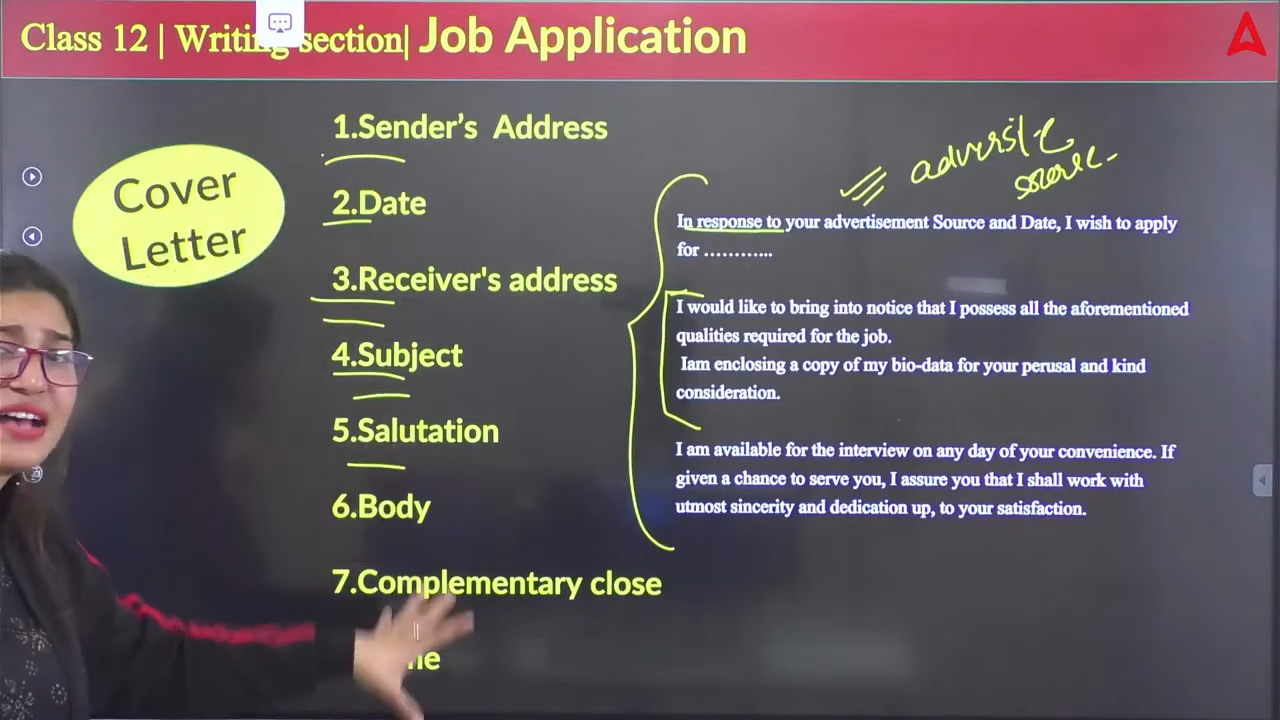 Class 12 | Writing section| Job Application
Cover
Letter
1.Sender's Address
2.Date
3.Receiver's address
4.Subject
5.Salutation
6.Body
7.Complementary close
In response to your advertisement Source and Date, I wish to apply
for ………...
I would like to bring into notice that I possess all the aforementioned
qualities required for the job.
Iam enclosing a copy of my bio-data for your perusal and kind
consideration.
I am available for the interview on any day of your convenience. If
given a chance to serve you, I assure you that I shall work with
utmost sincerity and dedication up, to your satisfaction.